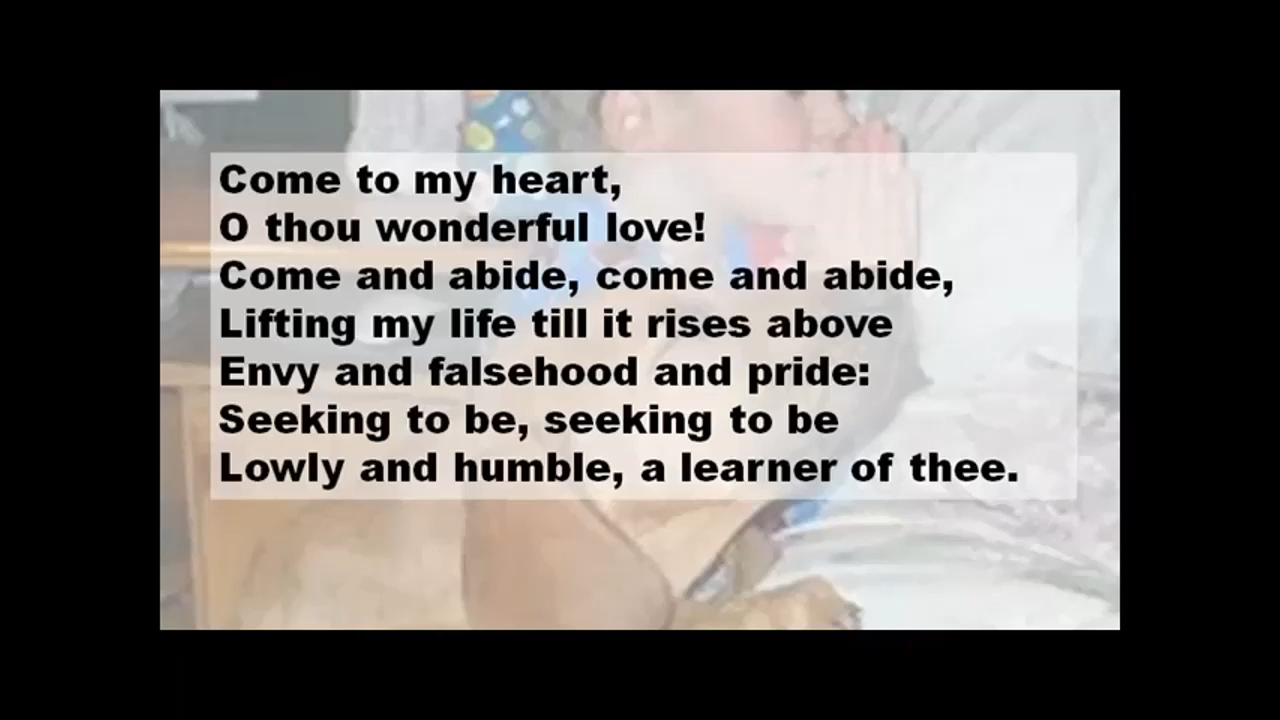 Come to my heart,
O thou wonderful love!
Come and abide, come and abide,
Lifting my life till it rises above
Envy and falsehood and pride:
Seeking to be, seeking to be
Lowly and humble, a learner of thee.